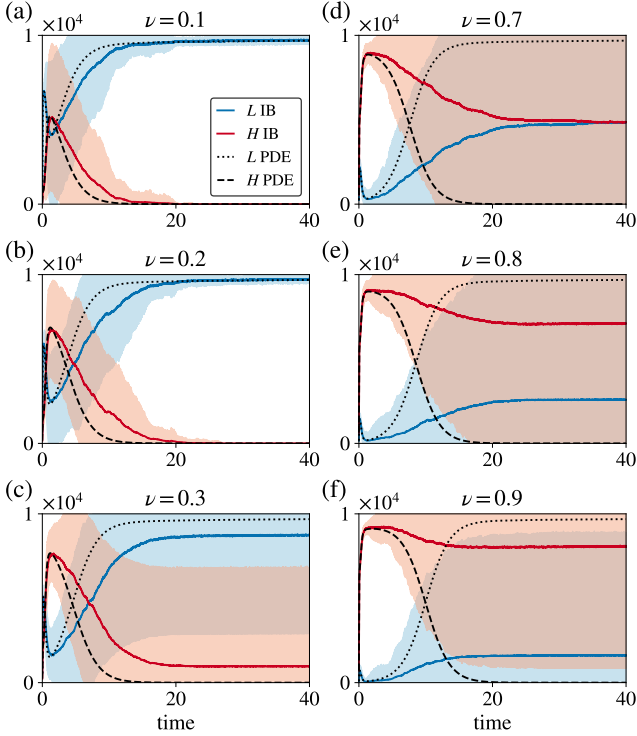 (a) ν = 0.1
×10⁴
1
0
0 20 40
L IB
H IB
L PDE
H PDE
(d) ν = 0.7
×10⁴
1
0
0 20 40
(b) ν = 0.2
×10⁴
1
0
0 20 40
(e) ν = 0.8
×10⁴
1
0
0 20 40
(c) ν = 0.3
×10⁴
1
0
0 20 40
time
(f) ν = 0.9
×10⁴
1
0
0 20 40
time